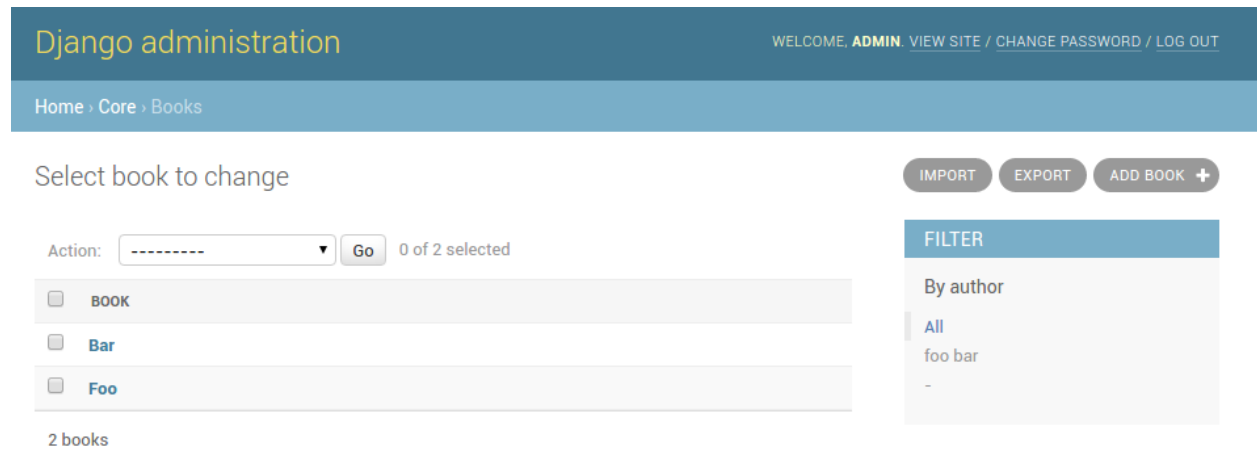 Django administration
WELCOME, ADMIN. VIEW SITE / CHANGE PASSWORD / LOG OUT
Home › Core › Books
Select book to change
IMPORT
EXPORT
ADD BOOK +
Action: --------- Go 0 of 2 selected
BOOK
Bar
Foo
2 books
FILTER
By author
All
foo bar
-